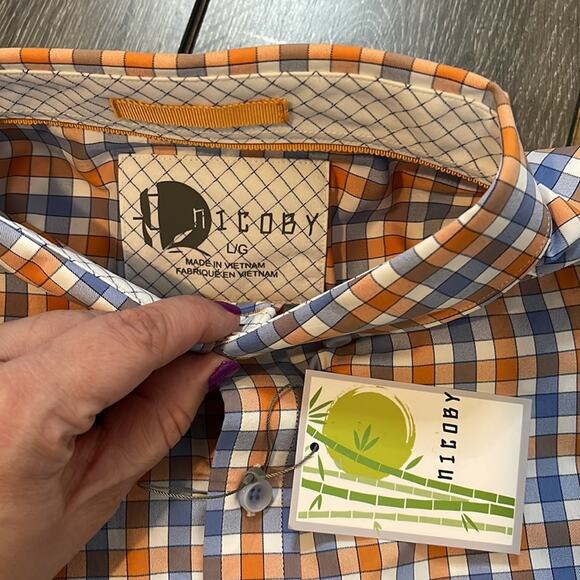 NICOBY
L/G
MADE IN VIETNAM
FABRIQUÉ EN VIETNAM
NICOBY